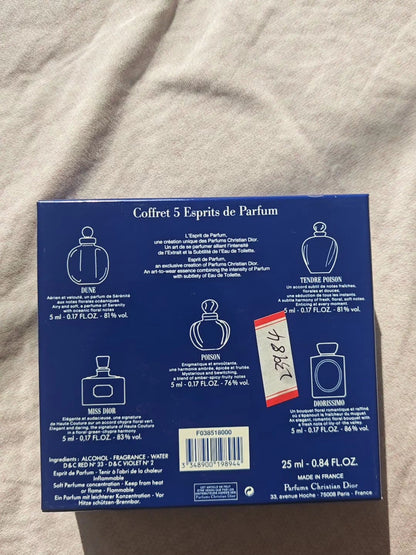 Coffret 5 Esprits de Parfum
L'Esprit de Parfum,
une création unique des Parfums Christian Dior.
Un art de se parfumer alliant l'intensité
de l'Extrait et la Subtilité de l'Eau de Toilette.
Esprit de Parfum,
an exclusive creation of Parfums Christian Dior.
An art-to-wear essence combining the intensity of Parfum
with subtlety of Eau de Toilette.
DUNE
Aérien et velouté, un parfum de Sérénité
aux notes florales océaniques
Airy and soft, a parfum of Serenity
with oceanic floral notes
5 ml - 0.17 FL.OZ. - 81% vol.
TENDRE POISON
Un accord subtil de notes fraîches,
florales et douces,
une séduction de tous les instants.
A subtle harmony of fresh, floral, soft notes.
Enticing at every moment
5 ml - 0.17 FL.OZ. - 81% vol.
POISON
Enigmatique et envoûtante,
une harmonie ambrée, épicée et fruitée
Mysterious and bewitching,
a blend of amber-spicy-fruity notes
5 ml - 0.17 FL.OZ. - 76% vol.
MISS DIOR
Elégante et audacieuse, une signature
de Haute Couture sur un accord chypré floral vert.
Elegant and daring, the signature of Haute Couture
in a floral green-chypre harmony
5 ml - 0.17 FL.OZ. - 83% vol.
DIORISSIMO
Un bouquet floral romantique et raffiné,
où s'épanouit la fraîcheur du muguet
An elegant, romantic floral bouquet with
a fresh note of lily of the valley
5 ml - 0.17 FL.OZ. - 86% vol.
F038518000
3 348900 198944
Ingredients : ALCOHOL - FRAGRANCE - WATER
D&C RED N° 33 - D&C VIOLET N° 2
Esprit de Parfum - Tenir à l'abri de la chaleur
Inflammable
Soft Perfume concentration - Keep from heat
or flame - Flammable
Ein Parfum mit leichterer Konzentration - Vor
Hitze schützen-Brennbar.
25 ml - 0.84 FL.OZ.
MADE IN FRANCE
Parfums Christian Dior
33, avenue Hoche - 75008 Paris - France